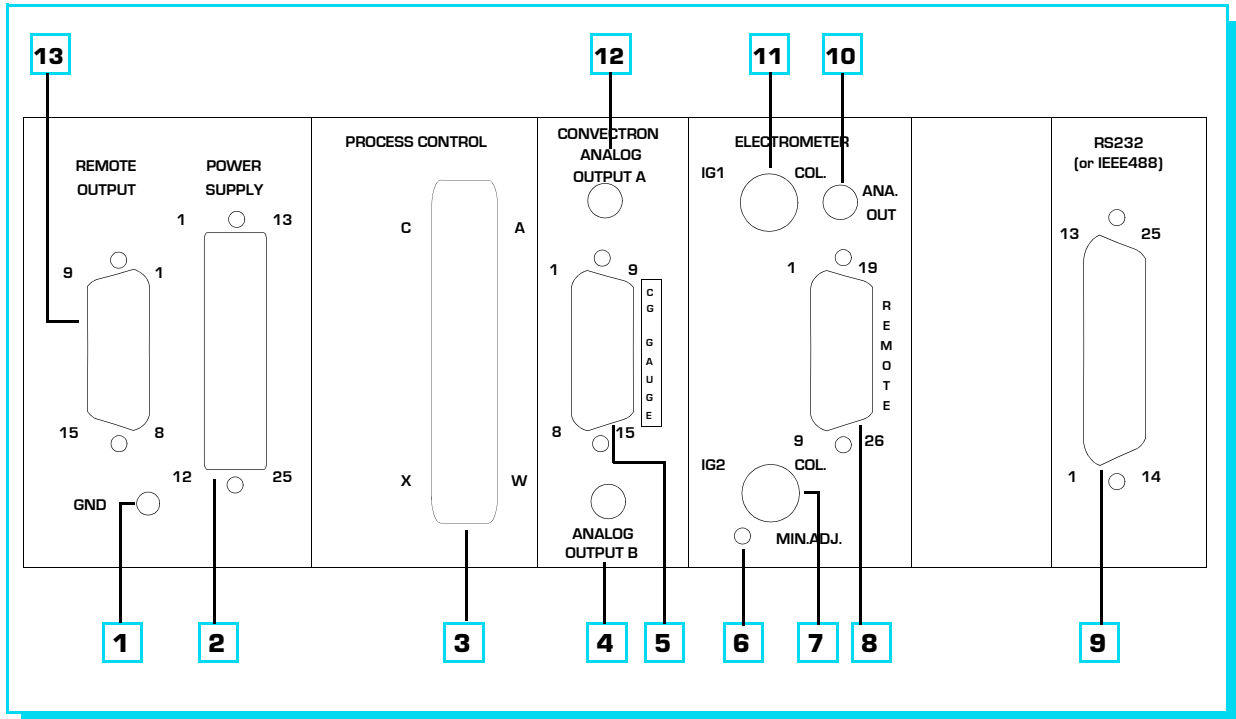 13
12
11
10
REMOTE
OUTPUT
9
1
15
8
GND
POWER
SUPPLY
1
13
12
25
PROCESS CONTROL
C
A
X
W
CONVECTRON
ANALOG
OUTPUT A
1
9
CG GAUGE
8
15
ANALOG
OUTPUT B
ELECTROMETER
IG1
COL.
ANA.
OUT
1
19
REMOTE
9
26
IG2
COL.
MIN.ADJ.
RS232
(or IEEE488)
13
25
1
14
1
2
3
4
5
6
7
8
9